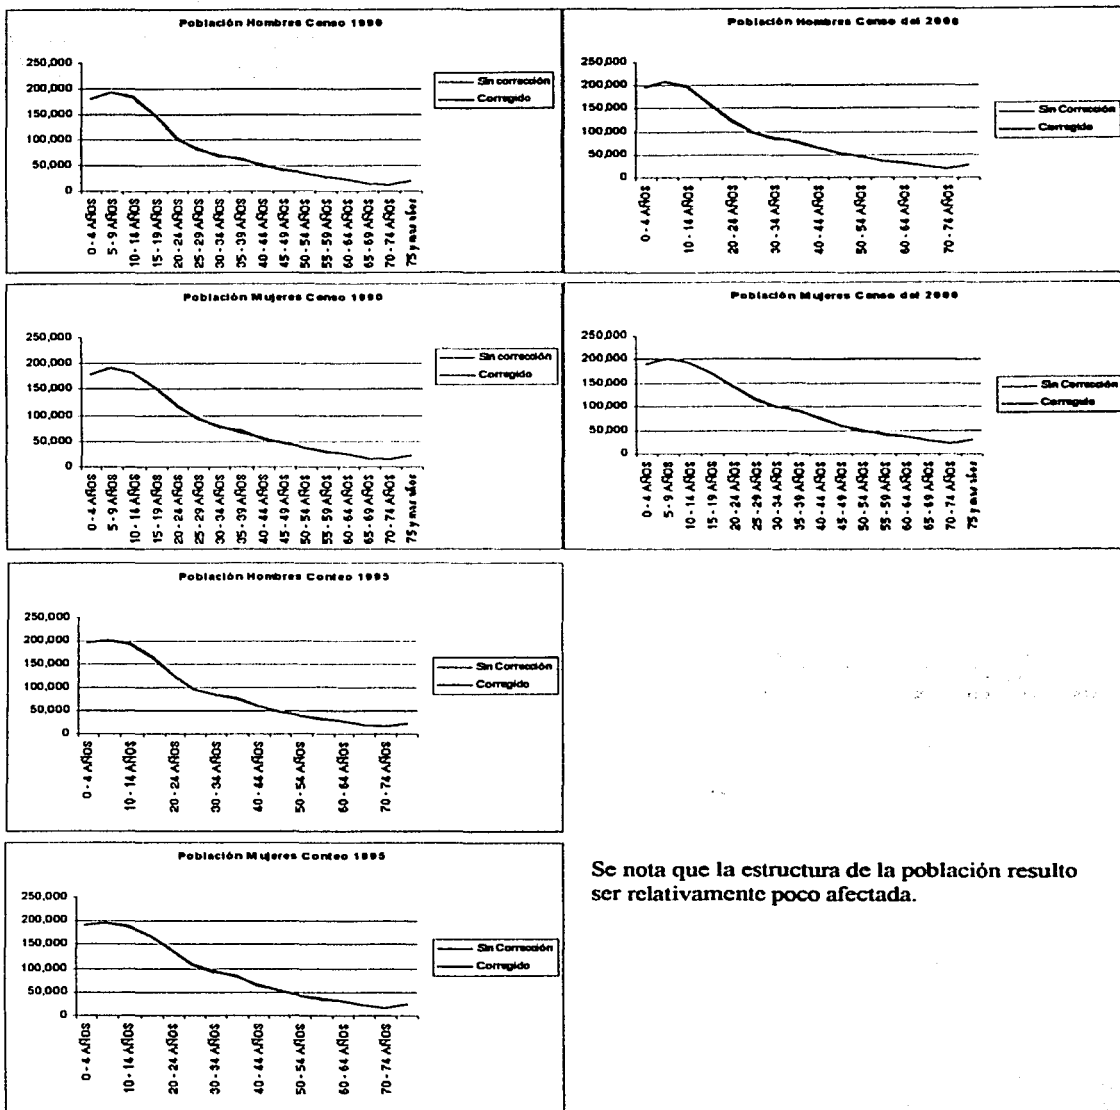 Población Hombres Censo 1990
250,000
200,000
150,000
100,000
50,000
0
0 - 4 AÑOS
5 - 9 AÑOS
10 - 14 AÑOS
15 - 19 AÑOS
20 - 24 AÑOS
25 - 29 AÑOS
30 - 34 AÑOS
35 - 39 AÑOS
40 - 44 AÑOS
45 - 49 AÑOS
50 - 54 AÑOS
55 - 59 AÑOS
60 - 64 AÑOS
65 - 69 AÑOS
70 - 74 AÑOS
75 y mas años
Sin corrección
Corregido
Población Hombres Censo del 2000
250,000
200,000
150,000
100,000
50,000
0
0 - 4 AÑOS
10 - 14 AÑOS
20 - 24 AÑOS
30 - 34 AÑOS
40 - 44 AÑOS
50 - 54 AÑOS
60 - 64 AÑOS
70 - 74 AÑOS
Sin Corrección
Corregido
Población Mujeres Censo 1990
250,000
200,000
150,000
100,000
50,000
0
0 - 4 AÑOS
5 - 9 AÑOS
10 - 14 AÑOS
15 - 19 AÑOS
20 - 24 AÑOS
25 - 29 AÑOS
30 - 34 AÑOS
35 - 39 AÑOS
40 - 44 AÑOS
45 - 49 AÑOS
50 - 54 AÑOS
55 - 59 AÑOS
60 - 64 AÑOS
65 - 69 AÑOS
70 - 74 AÑOS
75 y mas años
Sin corrección
Corregido
Población Mujeres Censo del 2000
250,000
200,000
150,000
100,000
50,000
0
0 - 4 AÑOS
5 - 9 AÑOS
10 - 14 AÑOS
15 - 19 AÑOS
20 - 24 AÑOS
25 - 29 AÑOS
30 - 34 AÑOS
35 - 39 AÑOS
40 - 44 AÑOS
45 - 49 AÑOS
50 - 54 AÑOS
55 - 59 AÑOS
60 - 64 AÑOS
65 - 69 AÑOS
70 - 74 AÑOS
75 y mas años
Sin Corrección
Corregido
Población Hombres Conteo 1995
250,000
200,000
150,000
100,000
50,000
0
0 - 4 AÑOS
10 - 14 AÑOS
20 - 24 AÑOS
30 - 34 AÑOS
40 - 44 AÑOS
50 - 54 AÑOS
60 - 64 AÑOS
70 - 74 AÑOS
Sin Corrección
Corregido
Población Mujeres Conteo 1995
250,000
200,000
150,000
100,000
50,000
0
0 - 4 AÑOS
10 - 14 AÑOS
20 - 24 AÑOS
30 - 34 AÑOS
40 - 44 AÑOS
50 - 54 AÑOS
60 - 64 AÑOS
70 - 74 AÑOS
Sin Corrección
Corregido
Se nota que la estructura de la población resulto
ser relativamente poco afectada.